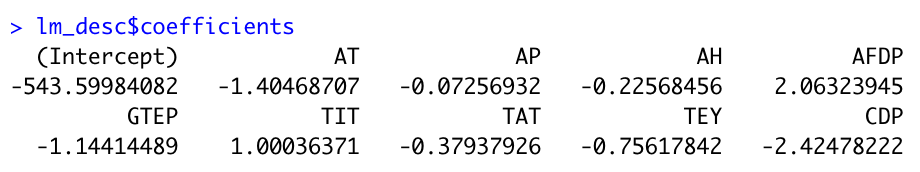 > lm_desc$coefficients
(Intercept) AT AP AH AFDP
-543.59984082 -1.40468707 -0.07256932 -0.22568456 2.06323945
GTEP TIT TAT TEY CDP
-1.14414489 1.00036371 -0.37937926 -0.75617842 -2.42478222